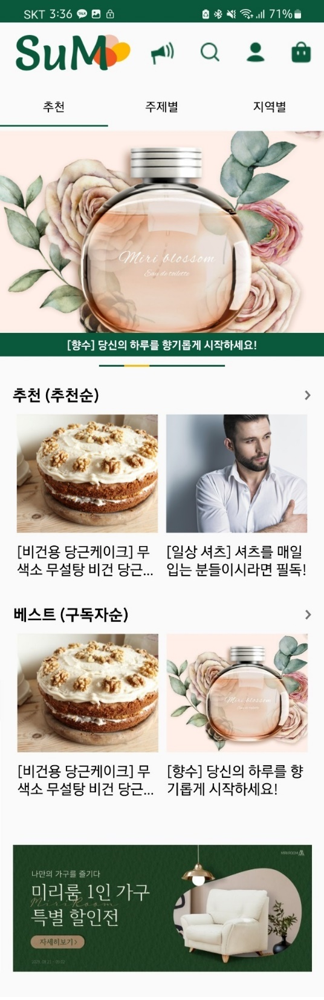 SKT 3:36 TALK 71%
SuM
추천 주제별 지역별
Miri blossom
Eau de toilette
[향수] 당신의 하루를 향기롭게 시작하세요!
추천 (추천순)
[비건용 당근케이크] 무
색소 무설탕 비건 당근...
[일상 셔츠] 셔츠를 매일
입는 분들이시라면 필독!
베스트 (구독자순)
Miri blossom
[비건용 당근케이크] 무
색소 무설탕 비건 당근...
[향수] 당신의 하루를 향
기롭게 시작하세요!
MIRIROOM
나만의 가구를 즐기다
미리룸 1인 가구
Miri Room
특별 할인전
자세히보기 >